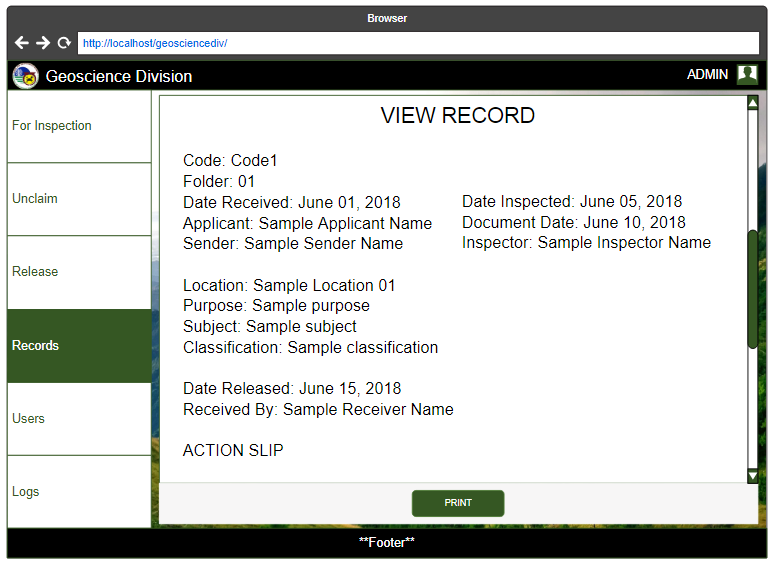 Browser
http://localhost/geosciencediv/
Geoscience Division
ADMIN
For Inspection
Unclaim
Release
Records
Users
Logs
VIEW RECORD
Code: Code1
Folder: 01
Date Received: June 01, 2018
Applicant: Sample Applicant Name
Sender: Sample Sender Name
Date Inspected: June 05, 2018
Document Date: June 10, 2018
Inspector: Sample Inspector Name
Location: Sample Location 01
Purpose: Sample purpose
Subject: Sample subject
Classification: Sample classification
Date Released: June 15, 2018
Received By: Sample Receiver Name
ACTION SLIP
PRINT
**Footer**